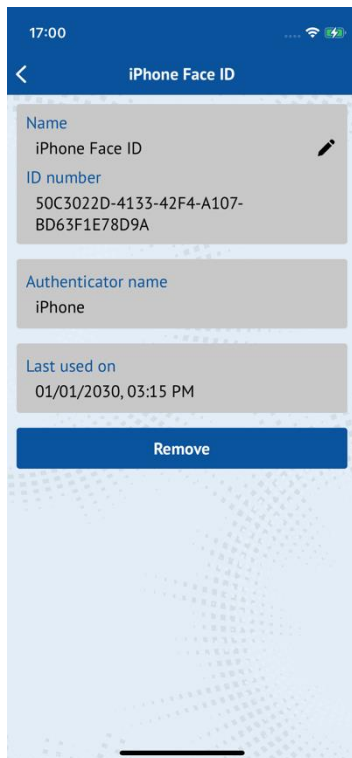 17:00
iPhone Face ID
Name
iPhone Face ID
ID number
50C3022D-4133-42F4-A107-
BD63F1E78D9A
Authenticator name
iPhone
Last used on
01/01/2030, 03:15 PM
Remove